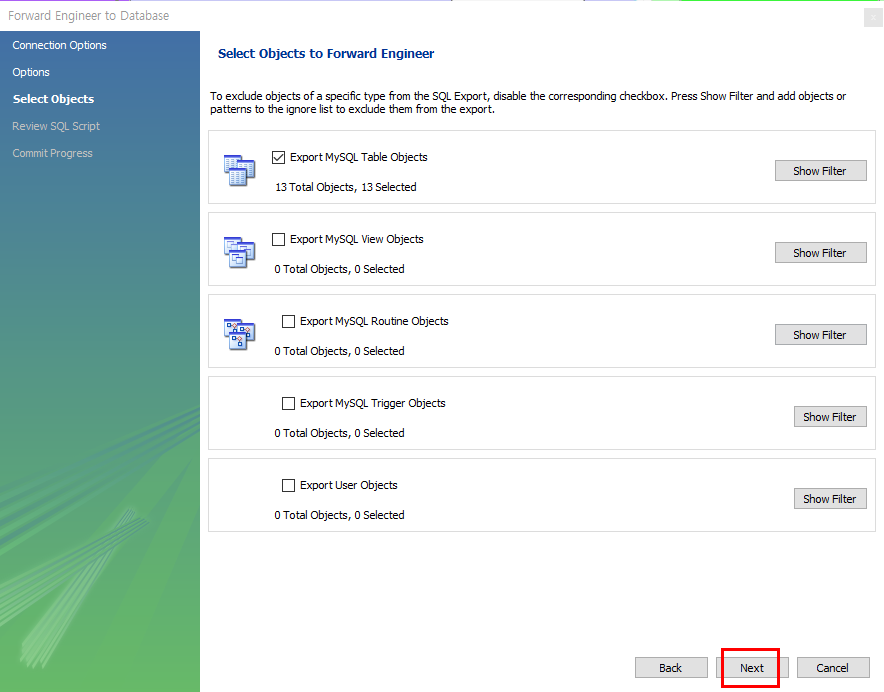 Forward Engineer to Database
x
Connection Options
Options
Select Objects
Review SQL Script
Commit Progress
Select Objects to Forward Engineer
To exclude objects of a specific type from the SQL Export, disable the corresponding checkbox. Press Show Filter and add objects or
patterns to the ignore list to exclude them from the export.
Export MySQL Table Objects
13 Total Objects, 13 Selected
Show Filter
Export MySQL View Objects
0 Total Objects, 0 Selected
Show Filter
Export MySQL Routine Objects
0 Total Objects, 0 Selected
Show Filter
Export MySQL Trigger Objects
0 Total Objects, 0 Selected
Show Filter
Export User Objects
0 Total Objects, 0 Selected
Show Filter
Back
Next
Cancel